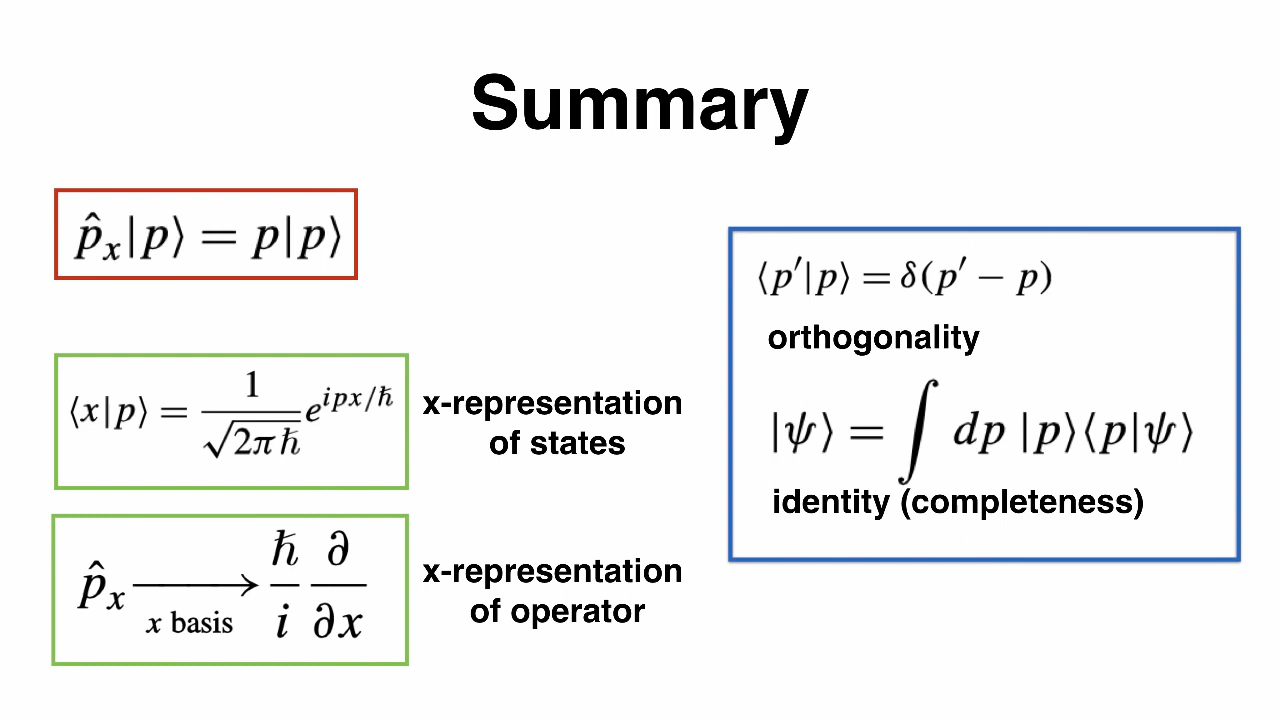 Summary
p̂ₓ|p⟩ = p|p⟩
⟨x|p⟩ = 1/√(2πℏ) e^{ipx/ℏ}
x-representation
of states
p̂ₓ ⟶ ℏ/i ∂/∂x
x basis
x-representation
of operator
⟨p′|p⟩ = δ(p′ − p)
orthogonality
|ψ⟩ = ∫ dp |p⟩⟨p|ψ⟩
identity (completeness)